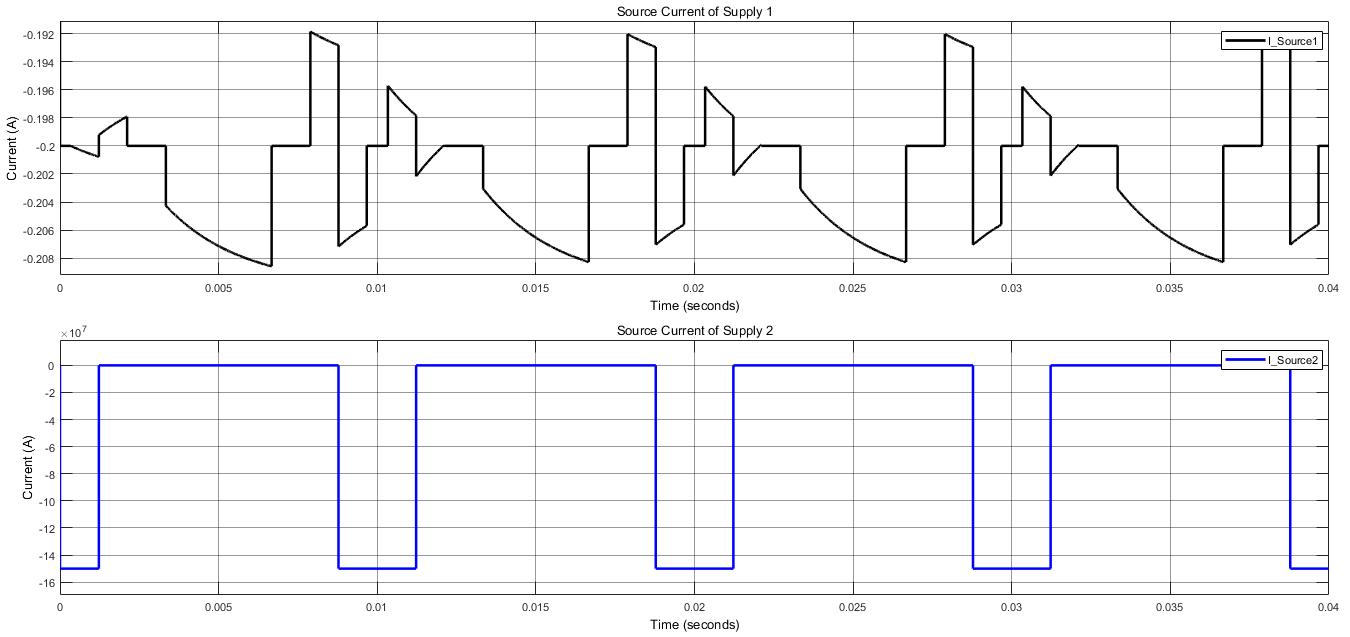 Source Current of Supply 1
I_Source1
Current (A)
-0.192
-0.194
-0.196
-0.198
-0.2
-0.202
-0.204
-0.206
-0.208
0 0.005 0.01 0.015 0.02 0.025 0.03 0.035 0.04
Time (seconds)
Source Current of Supply 2
×10^7
I_Source2
Current (A)
0
-2
-4
-6
-8
-10
-12
-14
-16
0 0.005 0.01 0.015 0.02 0.025 0.03 0.035 0.04
Time (seconds)